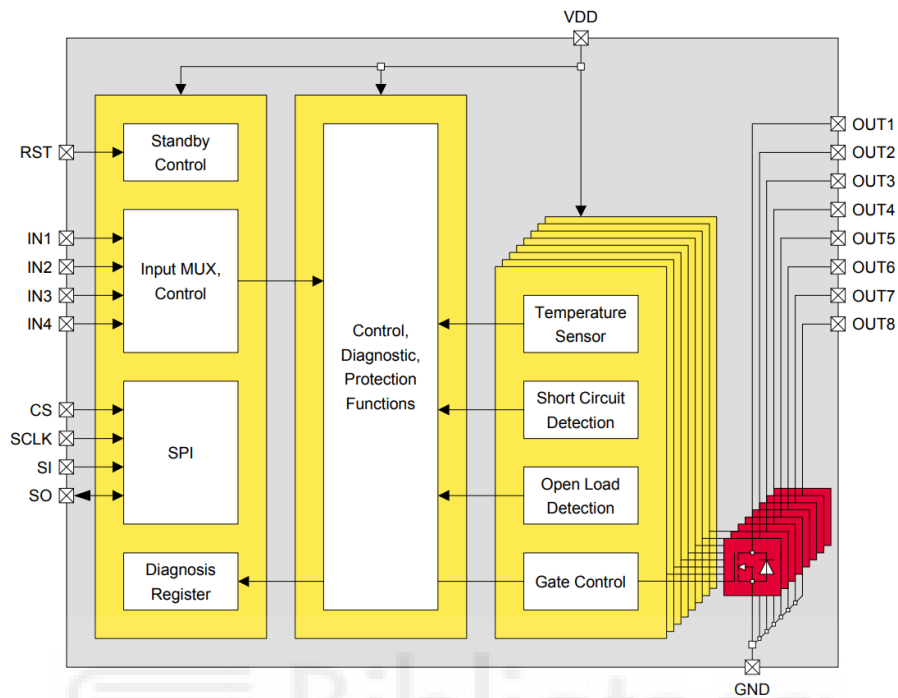 VDD
RST
IN1
IN2
IN3
IN4
CS
SCLK
SI
SO
Standby
Control
Input MUX,
Control
SPI
Diagnosis
Register
Control,
Diagnostic,
Protection
Functions
Temperature
Sensor
Short Circuit
Detection
Open Load
Detection
Gate Control
OUT1
OUT2
OUT3
OUT4
OUT5
OUT6
OUT7
OUT8
GND